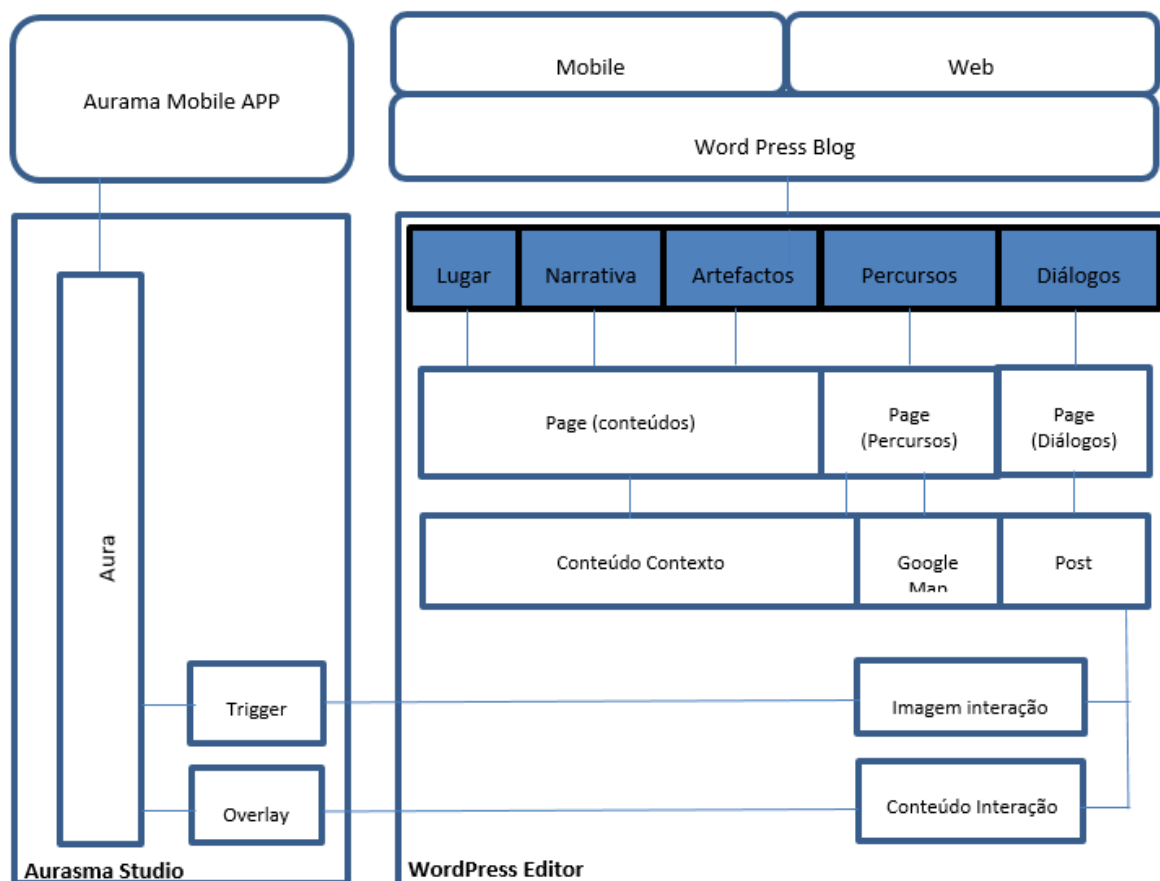 Aurama Mobile APP
Mobile
Web
Word Press Blog
Lugar
Narrativa
Artefactos
Percursos
Diálogos
Page (conteúdos)
Page
(Percursos)
Page
(Diálogos)
Aura
Conteúdo Contexto
Google
Map
Post
Trigger
Imagem interação
Overlay
Conteúdo Interação
Aurasma Studio
WordPress Editor